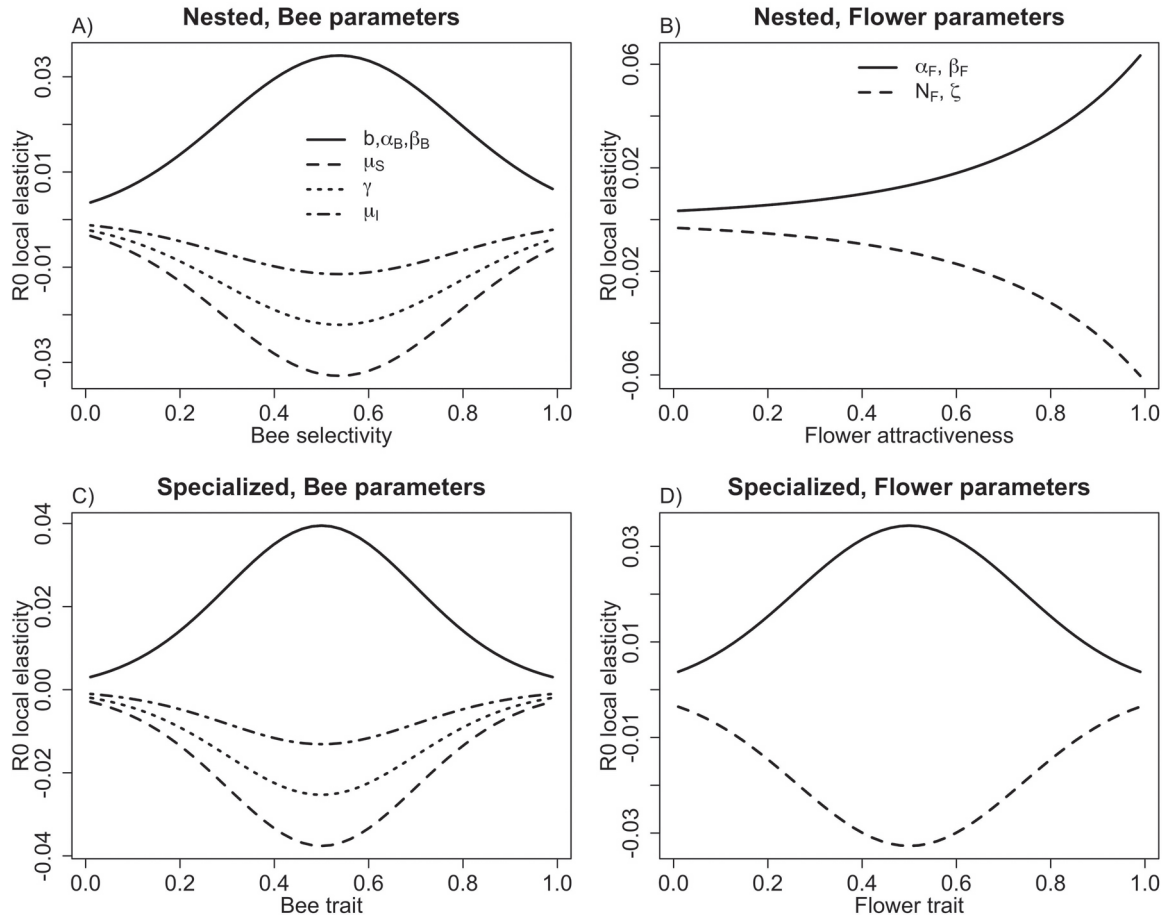 A) Nested, Bee parameters
R0 local elasticity
0.03
0.01
-0.01
-0.03
b,αB,βB
μS
γ
μI
0.0 0.2 0.4 0.6 0.8 1.0
Bee selectivity
B) Nested, Flower parameters
R0 local elasticity
0.06
0.02
-0.02
-0.06
αF, βF
NF, ζ
0.0 0.2 0.4 0.6 0.8 1.0
Flower attractiveness
C) Specialized, Bee parameters
R0 local elasticity
0.04
0.02
0.00
-0.02
-0.04
0.0 0.2 0.4 0.6 0.8 1.0
Bee trait
D) Specialized, Flower parameters
R0 local elasticity
0.03
0.01
-0.01
-0.03
0.0 0.2 0.4 0.6 0.8 1.0
Flower trait